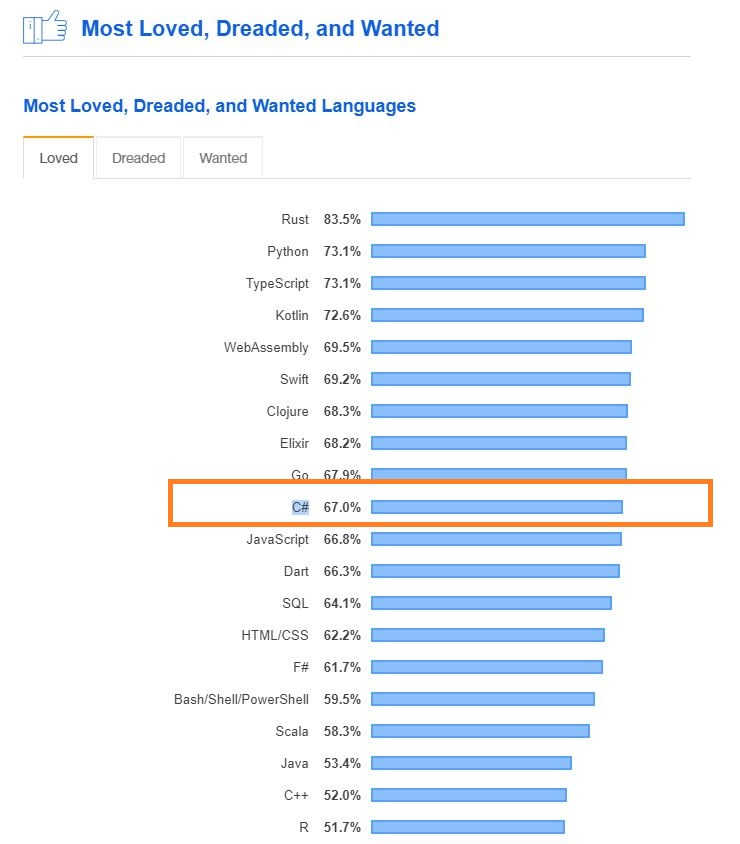 Most Loved, Dreaded, and Wanted
Most Loved, Dreaded, and Wanted Languages
Loved Dreaded Wanted
Rust 83.5%
Python 73.1%
TypeScript 73.1%
Kotlin 72.6%
WebAssembly 69.5%
Swift 69.2%
Clojure 68.3%
Elixir 68.2%
Go 67.9%
C# 67.0%
JavaScript 66.8%
Dart 66.3%
SQL 64.1%
HTML/CSS 62.2%
F# 61.7%
Bash/Shell/PowerShell 59.5%
Scala 58.3%
Java 53.4%
C++ 52.0%
R 51.7%